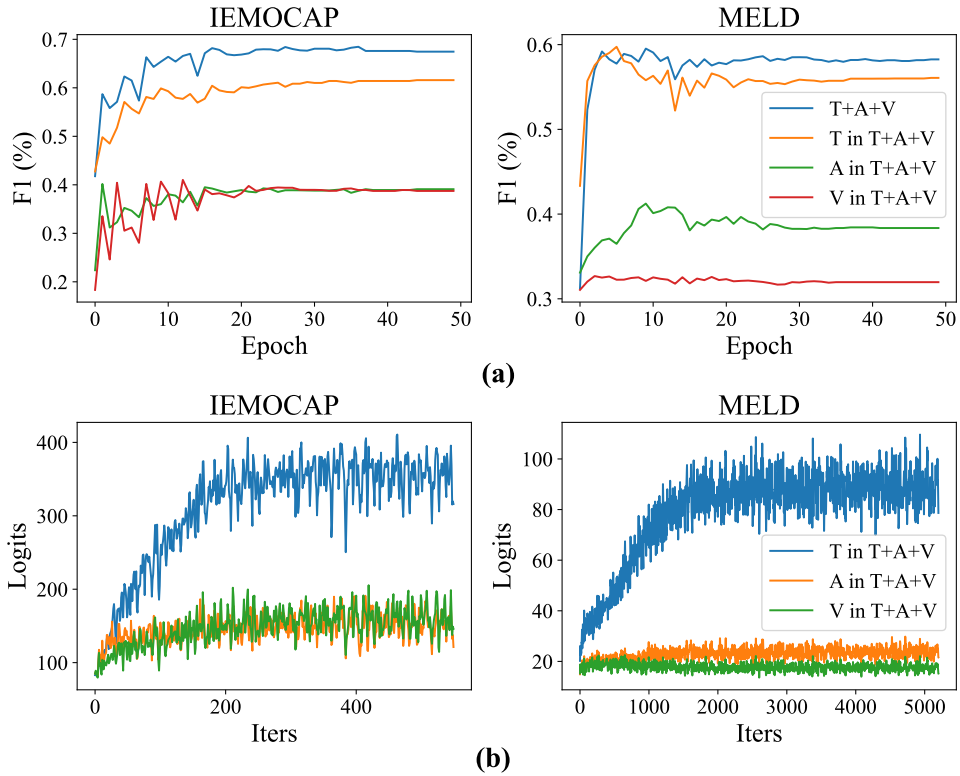 IEMOCAP
MELD
F1 (%)
0.7
0.6
0.5
0.4
0.3
0.2
0
10
20
30
40
50
Epoch
F1 (%)
0.6
0.5
0.4
0.3
T+A+V
T in T+A+V
A in T+A+V
V in T+A+V
0
10
20
30
40
50
Epoch
(a)
IEMOCAP
MELD
Logits
400
300
200
100
0
200
400
Iters
Logits
100
80
60
40
20
T in T+A+V
A in T+A+V
V in T+A+V
0
1000
2000
3000
4000
5000
Iters
(b)